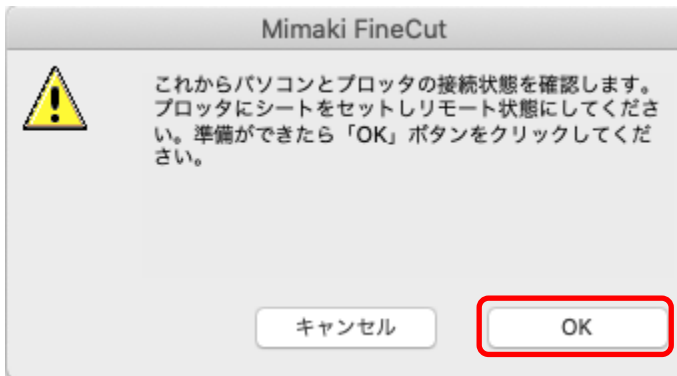 Mimaki FineCut
これからパソコンとプロッタの接続状態を確認します。
プロッタにシートをセットしリモート状態にしてくださ
い。準備ができたら「OK」ボタンをクリックしてくだ
さい。
キャンセル
OK